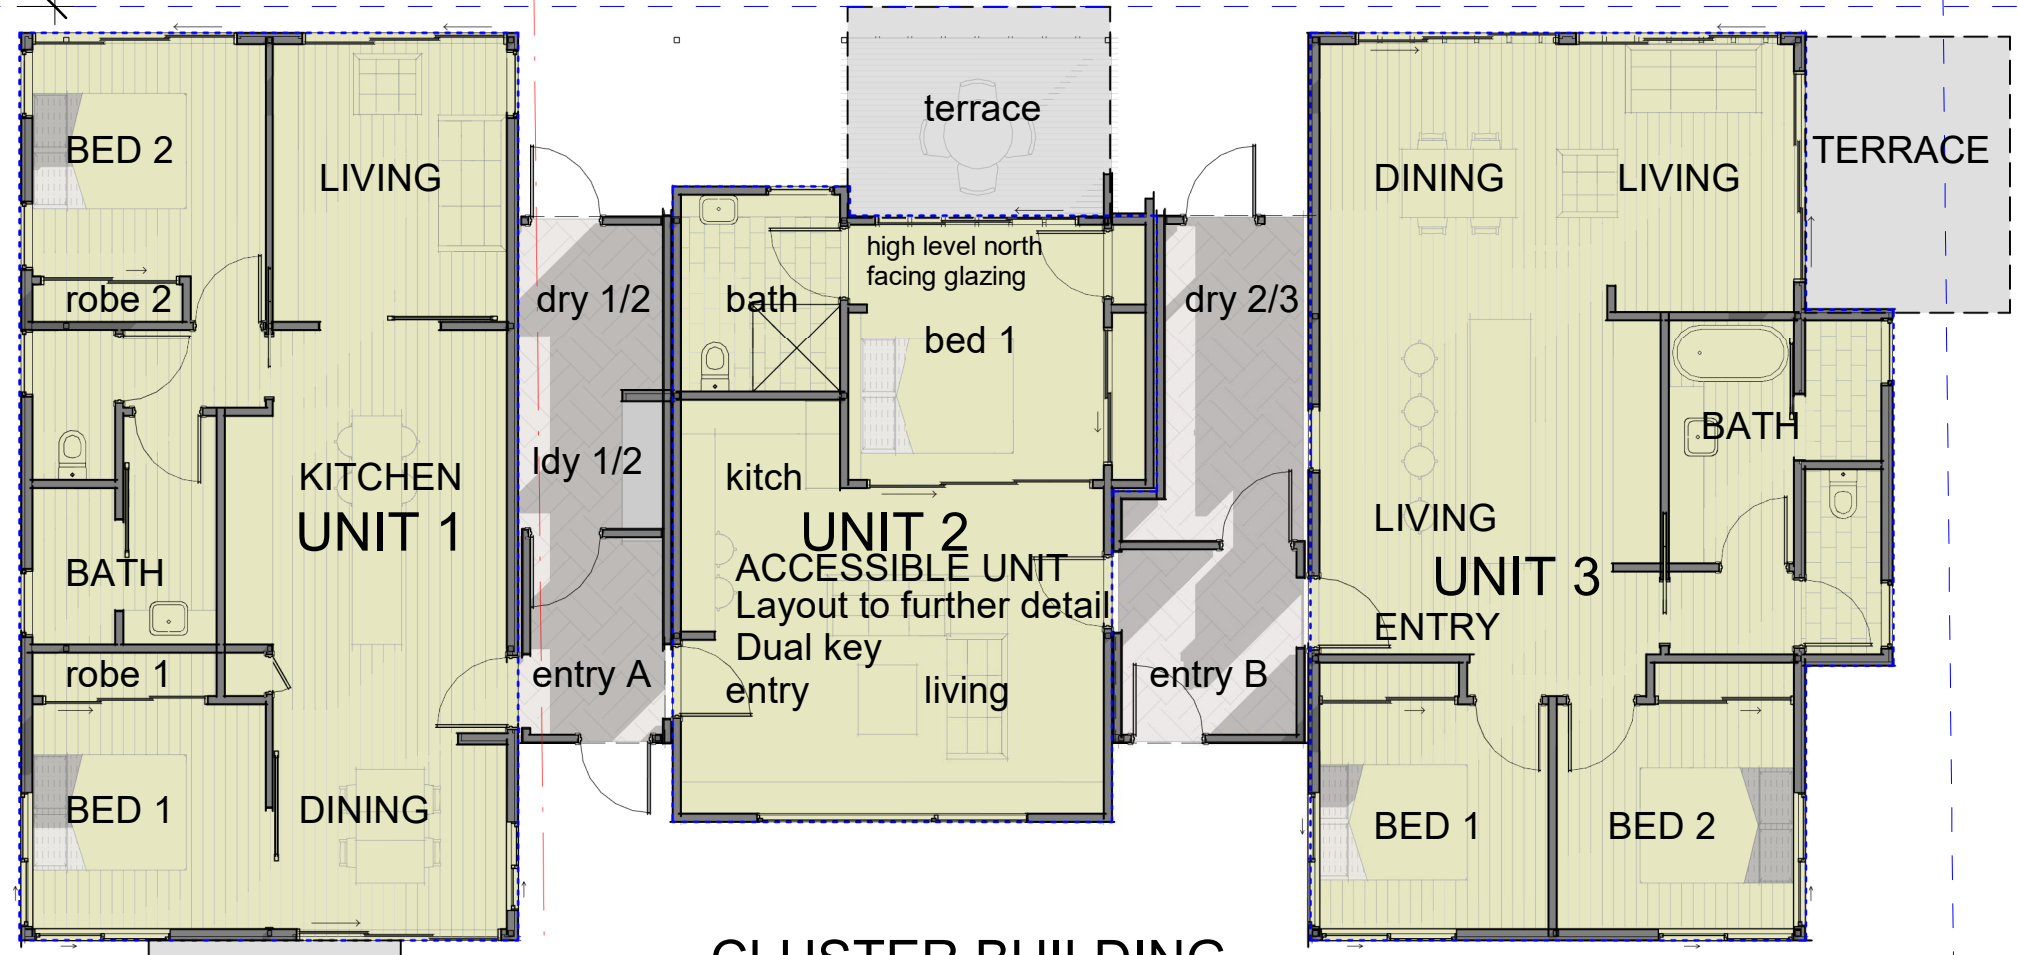 BED 2
LIVING
robe 2
KITCHEN
UNIT 1
BATH
robe 1
BED 1
DINING
dry 1/2
ldy 1/2
entry A
terrace
high level north
facing glazing
bath
bed 1
kitch
UNIT 2
ACCESSIBLE UNIT
Layout to further detail
Dual key
entry
living
dry 2/3
entry B
DINING
LIVING
TERRACE
BATH
LIVING
UNIT 3
ENTRY
BED 1
BED 2
CLUSTER BUILDING